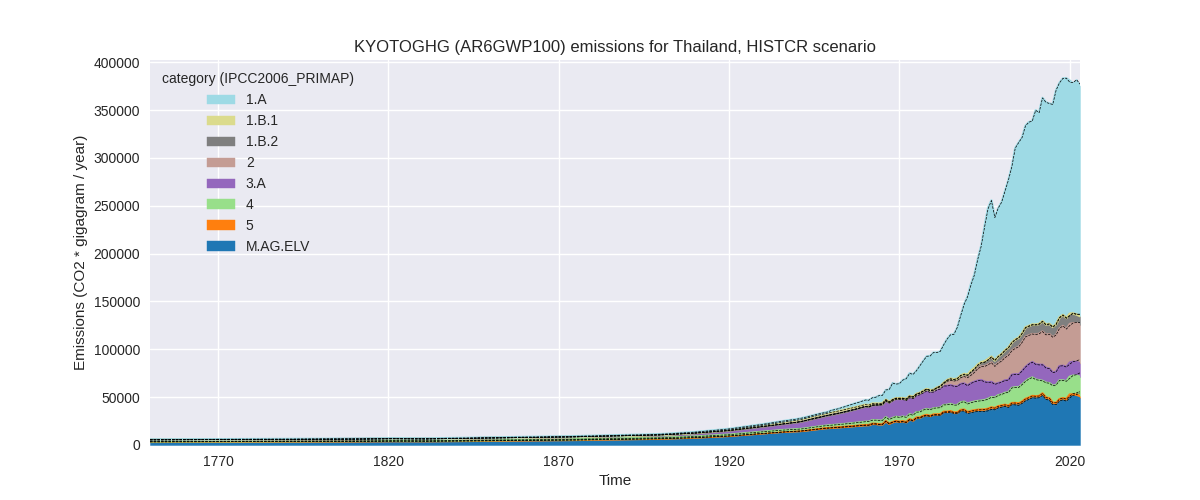 KYOTOGHG (AR6GWP100) emissions for Thailand, HISTCR scenario
400000
350000
300000
250000
200000
150000
100000
50000
0
Emissions (CO2 * gigagram / year)
category (IPCC2006_PRIMAP)
1.A
1.B.1
1.B.2
2
3.A
4
5
M.AG.ELV
1770
1820
1870
1920
1970
2020
Time